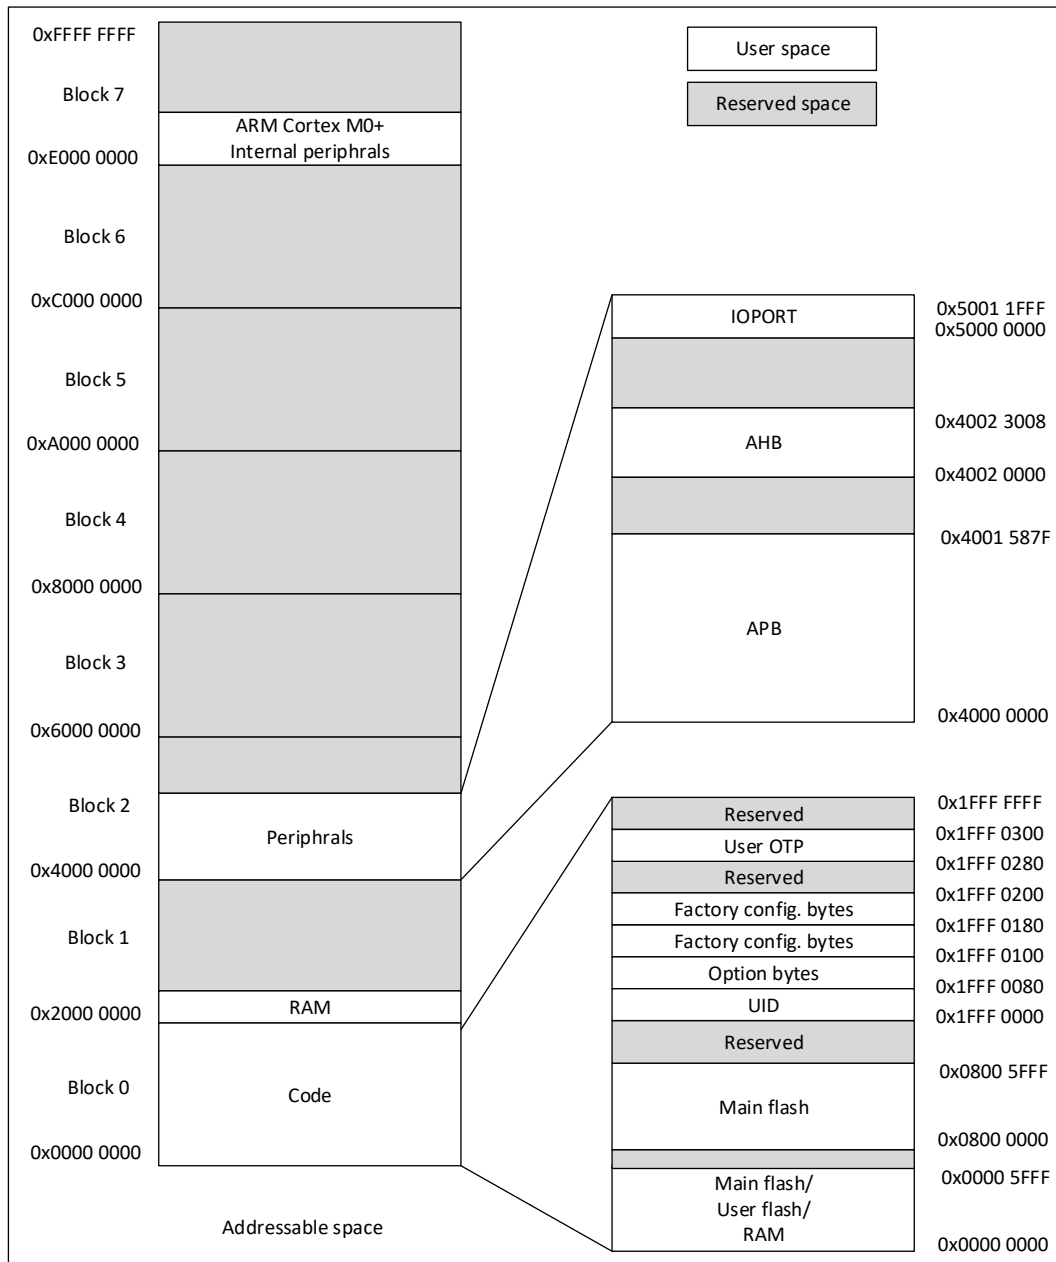 0xFFFF FFFF
Block 7
ARM Cortex M0+
Internal periphrals
0xE000 0000
Block 6
0xC000 0000
Block 5
0xA000 0000
Block 4
0x8000 0000
Block 3
0x6000 0000
Block 2
Periphrals
0x4000 0000
Block 1
RAM
0x2000 0000
Block 0
Code
0x0000 0000
Addressable space
User space
Reserved space
IOPORT
0x5001 1FFF
0x5000 0000
0x4002 3008
AHB
0x4002 0000
0x4001 587F
APB
0x4000 0000
0x1FFF FFFF
Reserved
0x1FFF 0300
User OTP
0x1FFF 0280
Reserved
0x1FFF 0200
Factory config. bytes
0x1FFF 0180
Factory config. bytes
0x1FFF 0100
Option bytes
0x1FFF 0080
UID
0x1FFF 0000
Reserved
0x0800 5FFF
Main flash
0x0800 0000
0x0000 5FFF
Main flash/
User flash/
RAM
0x0000 0000